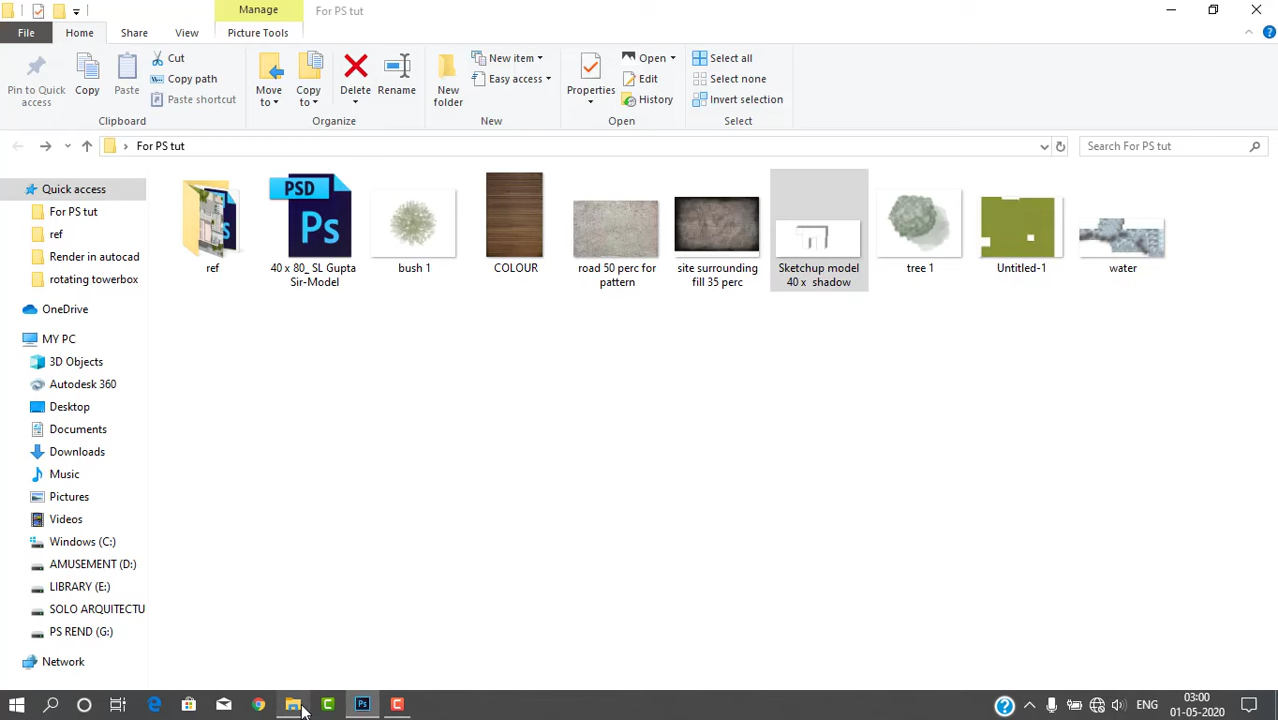 Manage
For PS tut
File
Home
Share
View
Picture Tools
Pin to Quick access
Copy
Paste
Cut
Copy path
Paste shortcut
Clipboard
Move to
Copy to
Delete
Rename
Organize
New folder
New item
Easy access
New
Properties
Open
Edit
History
Open
Select all
Select none
Invert selection
Select
For PS tut
Search For PS tut
Quick access
For PS tut
ref
Render in autocad
rotating towerbox
OneDrive
MY PC
3D Objects
Autodesk 360
Desktop
Documents
Downloads
Music
Pictures
Videos
Windows (C:)
AMUSEMENT (D:)
LIBRARY (E:)
SOLO ARQUITECTU
PS REND (G:)
Network
PSD
Ps
ref
40 x 80_ SL Gupta
Sir-Model
bush 1
COLOUR
road 50 perc for
pattern
site surrounding
fill 35 perc
Sketchup model
40 x  shadow
tree 1
Untitled-1
water
Ps
ENG
03:00
01-05-2020